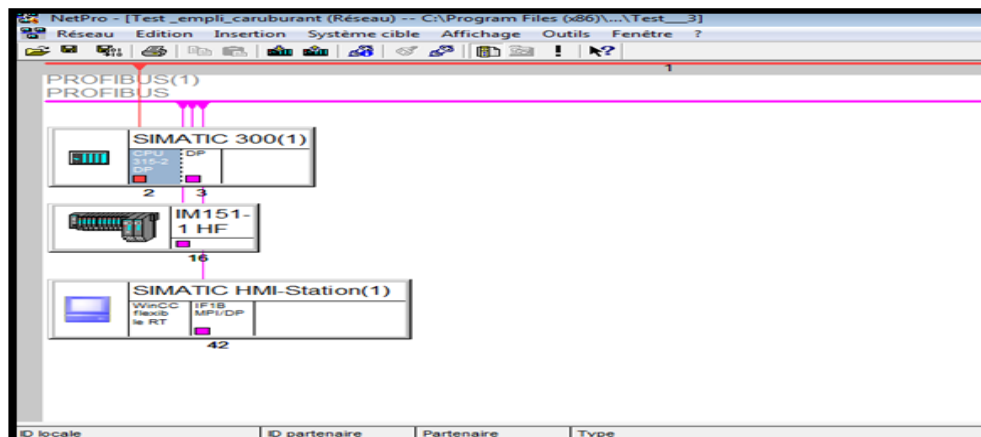 NetPro - [Test _empli_caruburant (Réseau) -- C:\Program Files (x86)\...\Test___3]
Réseau Edition Insertion Système cible Affichage Outils Fenêtre ?
1
PROFIBUS(1)
PROFIBUS
SIMATIC 300(1)
CPU 315-2 DP
DP
2 3
IM151-1 HF
16
SIMATIC HMI-Station(1)
WinCC flexib le RT
IF1B MPI/DP
42
ID locale ID partenaire Partenaire Type